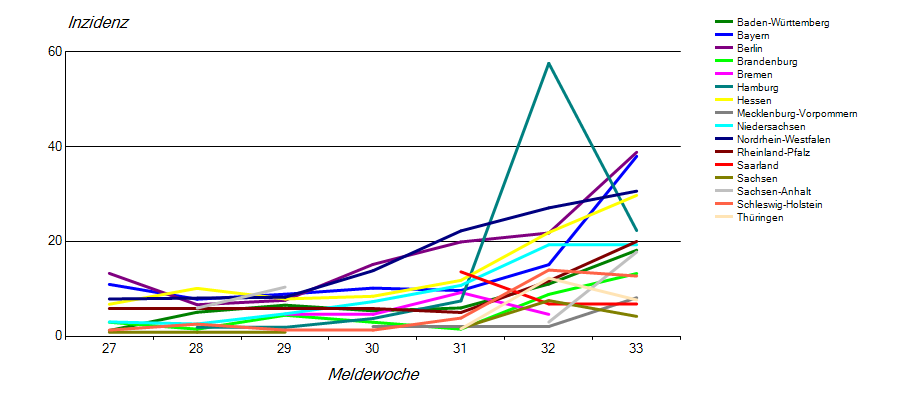 Inzidenz
60
40
20
0
27 28 29 30 31 32 33
Meldewoche
Baden-Württemberg
Bayern
Berlin
Brandenburg
Bremen
Hamburg
Hessen
Mecklenburg-Vorpommern
Niedersachsen
Nordrhein-Westfalen
Rheinland-Pfalz
Saarland
Sachsen
Sachsen-Anhalt
Schleswig-Holstein
Thüringen